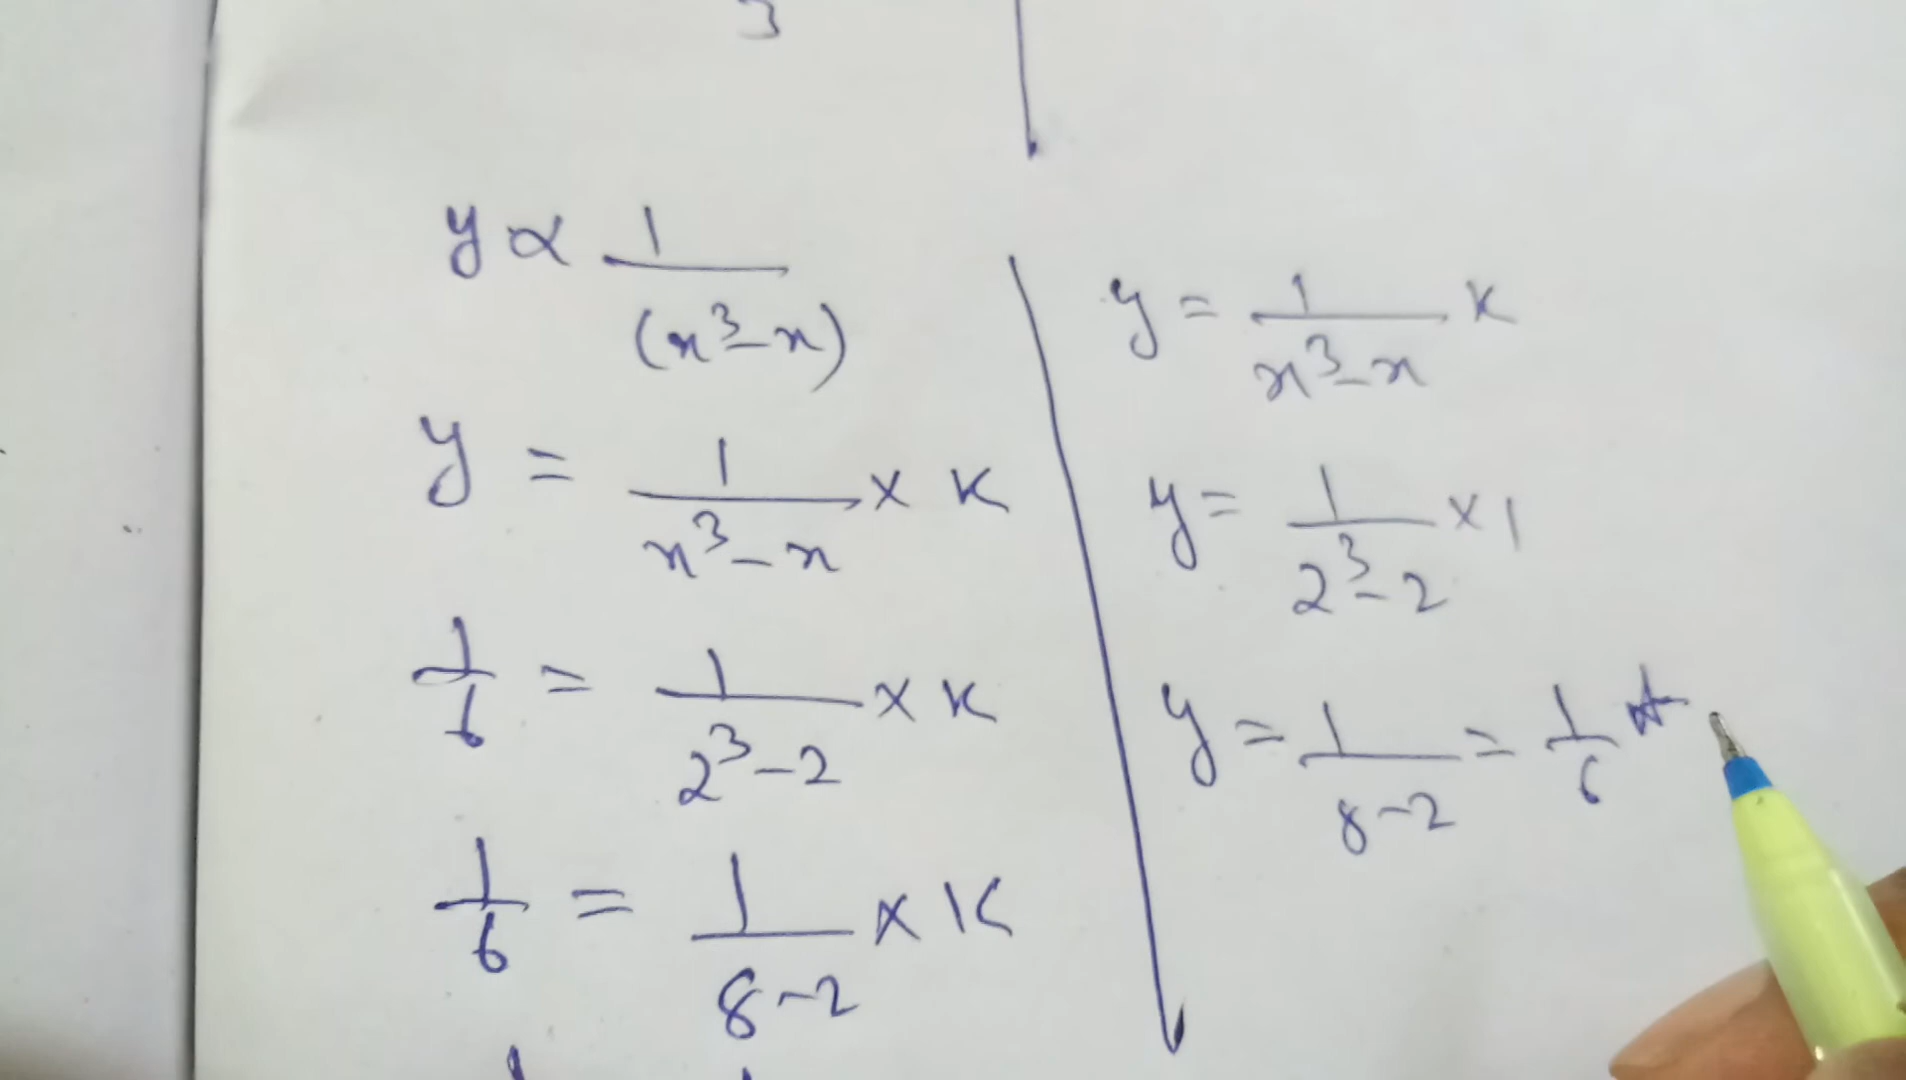 3
y ∝ 1/(x³-x)
y = 1/(x³-x) × K
1/6 = 1/(2³-2) × K
1/6 = 1/(8-2) × K
y = 1/(x³-x) K
y = 1/(2³-2) × 1
y = 1/(8-2) = 1/6